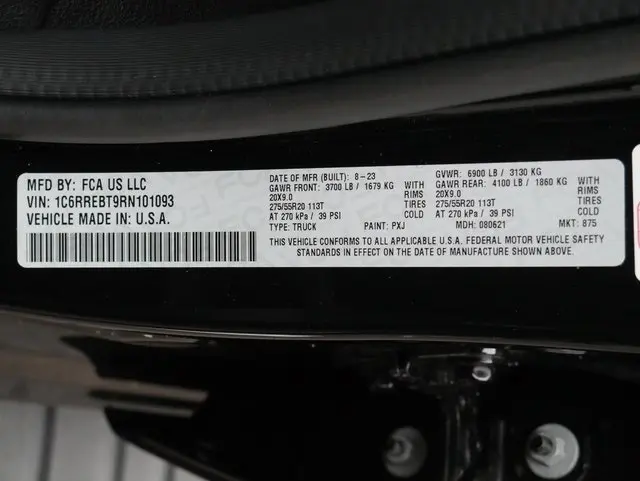 MFD BY: FCA US LLC
VIN: 1C6RREBT9RN101093
VEHICLE MADE IN U.S.A.
DATE OF MFR (BUILT): 8-23 GVWR: 6900 LB / 3130 KG
GAWR FRONT: 3700 LB / 1679 KG WITH GAWR REAR: 4100 LB / 1860 KG WITH
20X9.0 RIMS 20X9.0 RIMS
275/55R20 113T TIRES 275/55R20 113T TIRES
AT 270 kPa / 39 PSI COLD AT 270 kPa / 39 PSI COLD
TYPE: TRUCK PAINT: PXJ MDH: 080621 MKT: 875
THIS VEHICLE CONFORMS TO ALL APPLICABLE U.S.A. FEDERAL MOTOR VEHICLE SAFETY
STANDARDS IN EFFECT ON THE DATE OF MANUFACTURE SHOWN ABOVE.